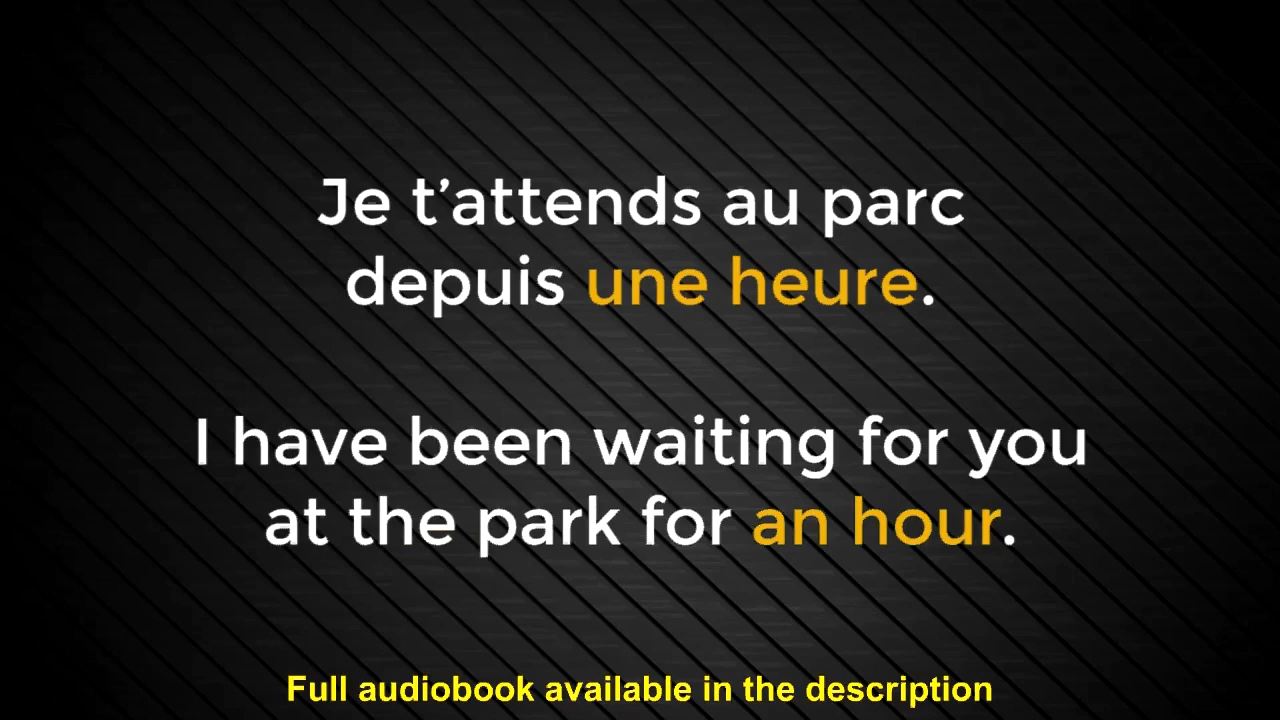 Je t’attends au parc
depuis une heure.
I have been waiting for you
at the park for an hour.
Full audiobook available in the description